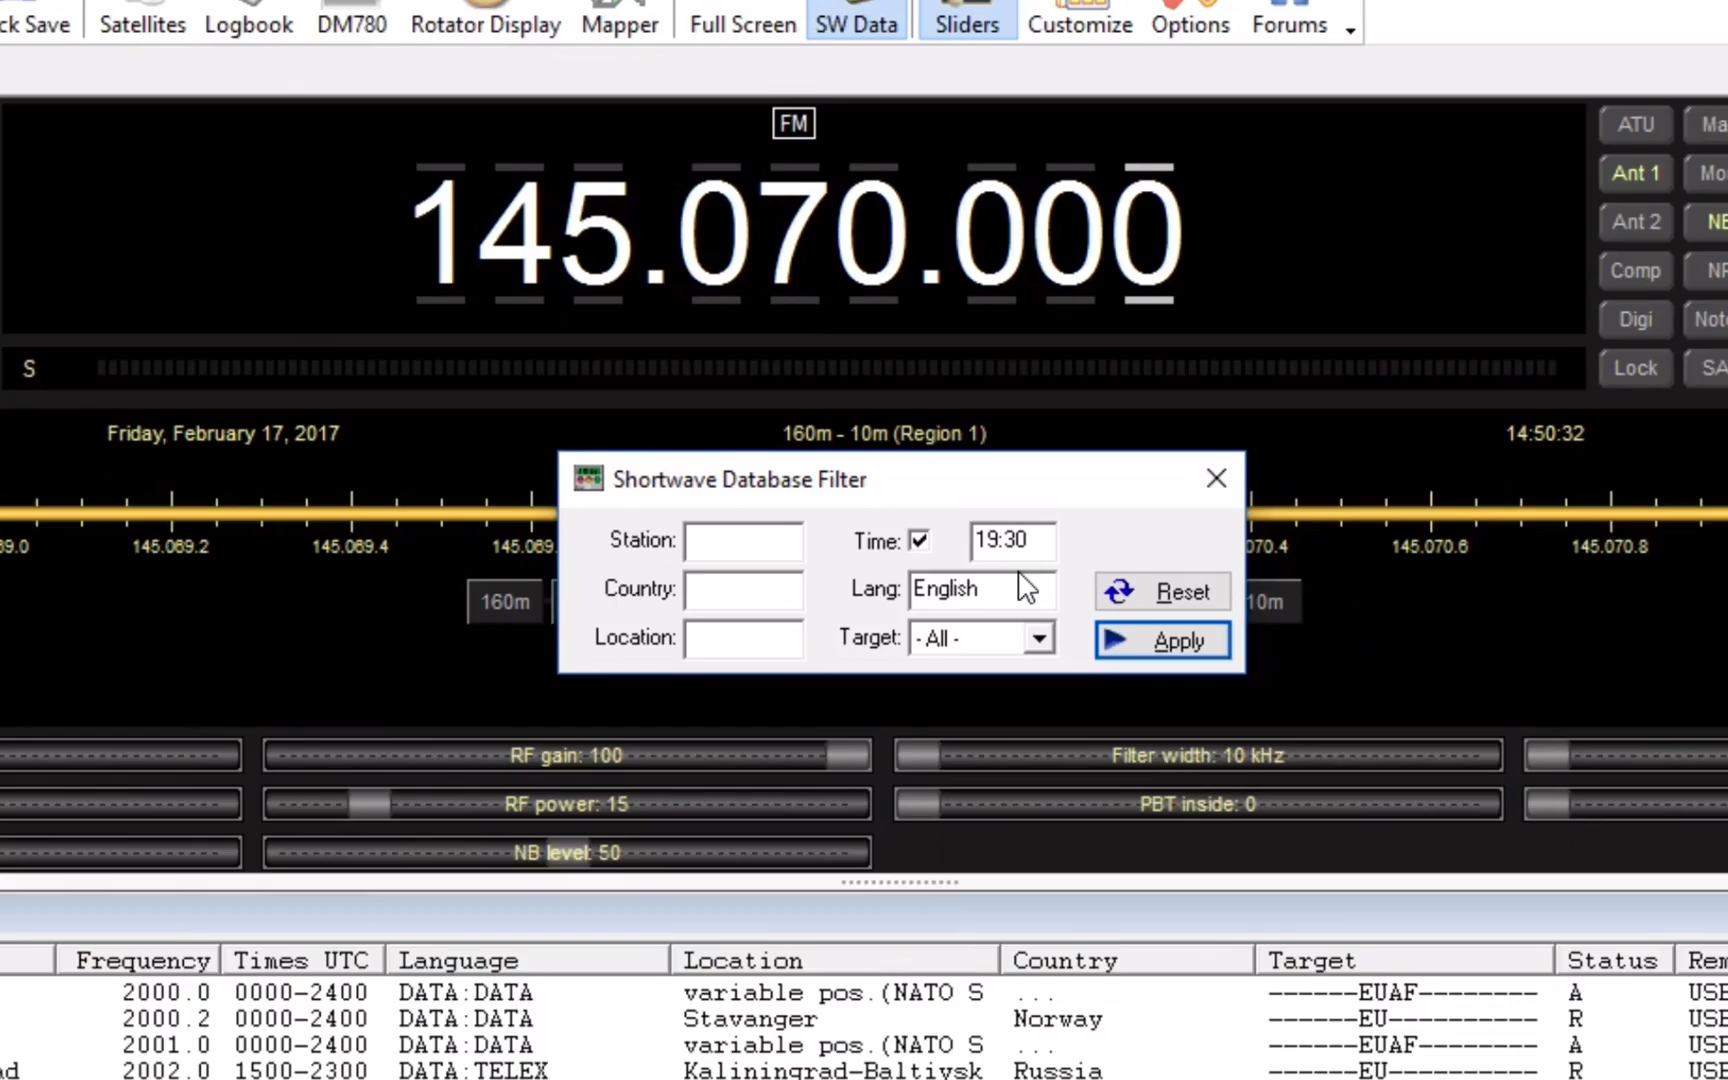 ck Save Satellites Logbook DM780 Rotator Display Mapper Full Screen SW Data Sliders Customize Options Forums
FM
145.070.000
ATU Ma
Ant 1 Mo
Ant 2
Comp
Digi Not
Lock SA
S
Friday, February 17, 2017 160m - 10m (Region 1) 14:50:32
69.0 145.069.2 145.069.4 145.069. 070.4 145.070.6 145.070.8
160m 10m
Shortwave Database Filter
Station: Time: 19:30
Country: Lang: English Reset
Location: Target: - All - Apply
RF gain: 100 Filter width: 10 kHz
RF power: 15 PBT inside: 0
NB level: 50
Frequency Times UTC Language Location Country Target Status Rem
2000.0 0000-2400 DATA:DATA variable pos.(NATO S ... ------EUAF-------- A USB
2000.2 0000-2400 DATA:DATA Stavanger Norway ------EU---------- R USB
2001.0 0000-2400 DATA:DATA variable pos.(NATO S ... ------EUAF-------- A USB
ad 2002.0 1500-2300 DATA:TELEX Kaliningrad-Baltiysk Russia ------EU---------- R USB